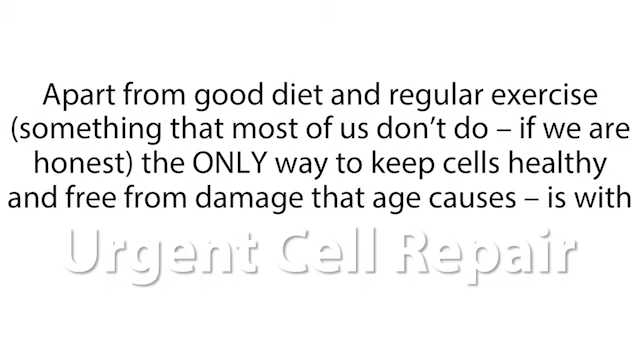 Apart from good diet and regular exercise
(something that most of us don't do – if we are
honest) the ONLY way to keep cells healthy
and free from damage that age causes – is with
Urgent Cell Repair